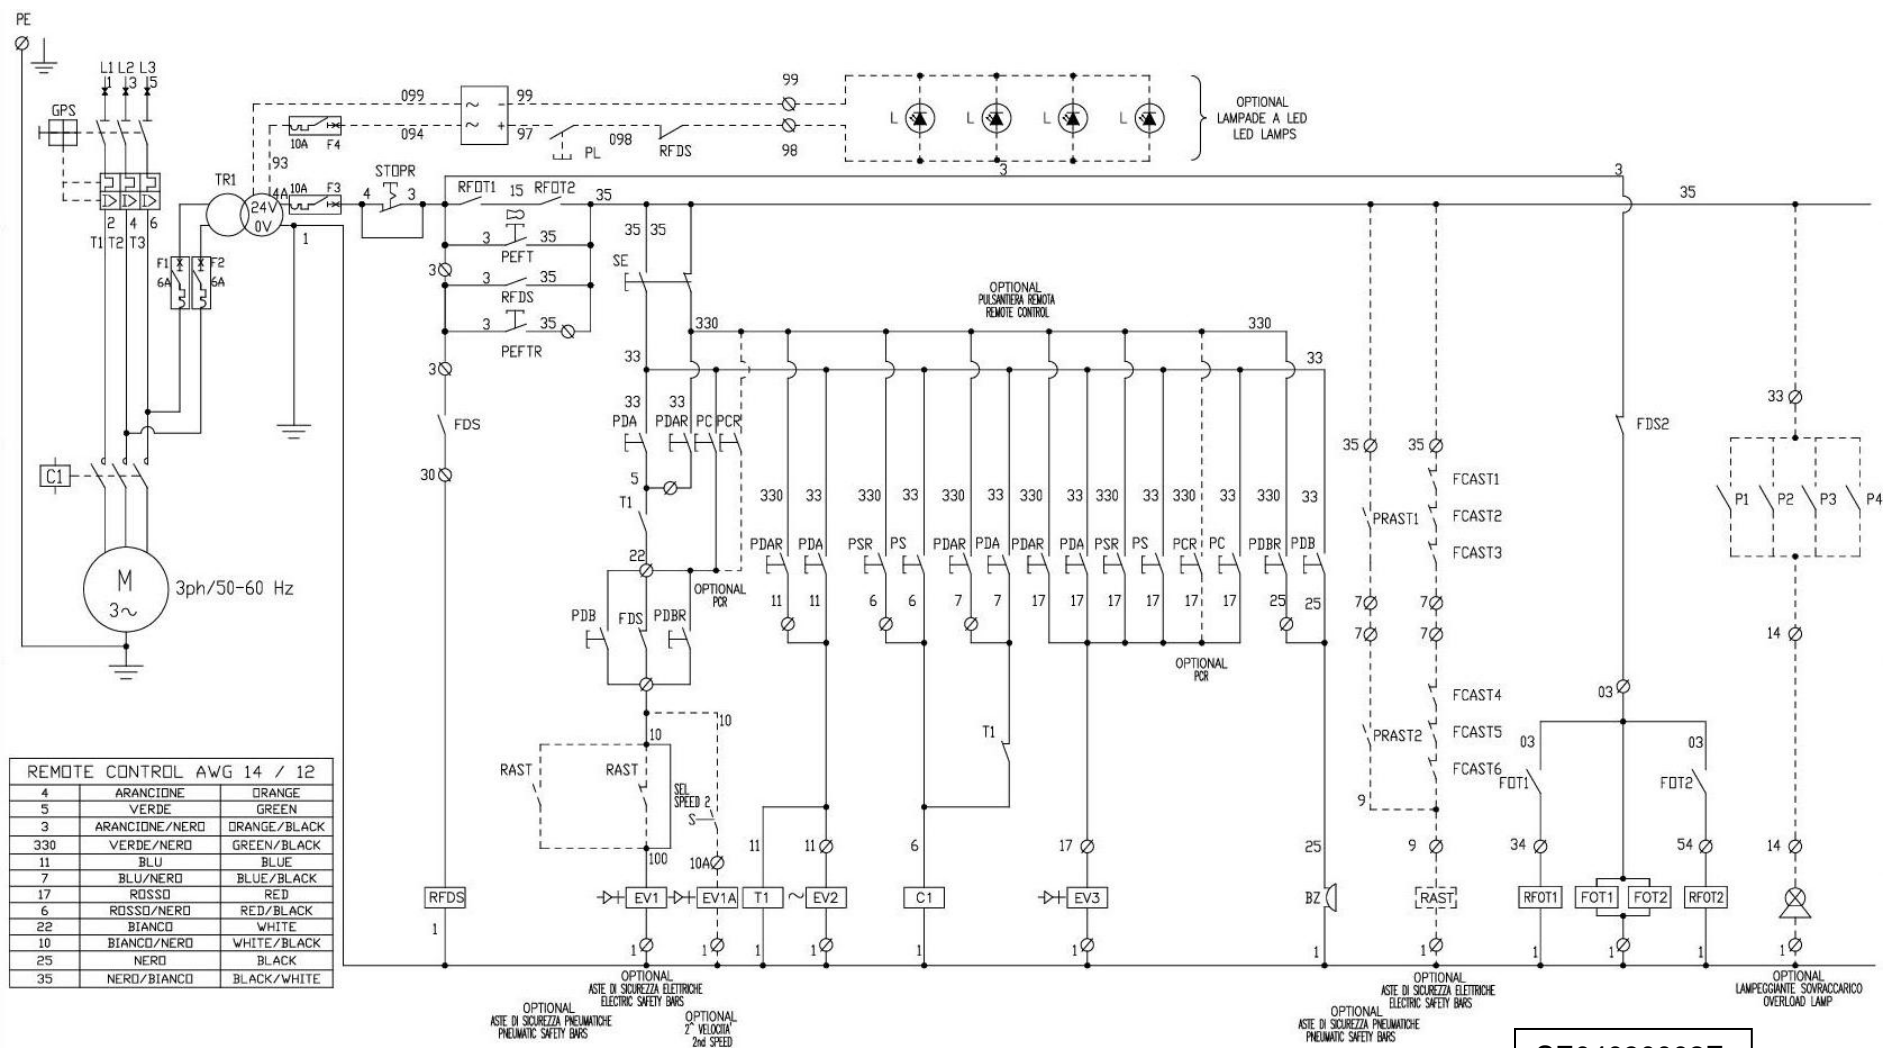 PE
L1 L2 L3
1 3 5
GPS
2 4 6
T1 T2 T3
TR1
24V
0V
93
4A
10A F3
10A F4
099
094
99
97
PL
098
RFDS
99
98
L L L L
OPTIONAL
LAMPADE A LED
LED LAMPS
STOPR
4 3
1
F1 F2
6A 6A
RFOT1 15 RFOT2 35
3 35
PEFT
3
3 35
RFDS
3 35
PEFTR
3
FDS
30
RFDS
1
3
3
35
35 35
SE
330
OPTIONAL
PULSANTIERA REMOTA
REMOTE CONTROL
330
33
33
33 33
PDA PDAR PC PCR
5
T1
22
OPTIONAL
PCR
PDB FDS PDBR
10
10
RAST RAST
SEL
SPEED 2
S
100
10A
EV1 EV1A T1 ~ EV2
1 1 1 1
330 33 330 33 330 33 330 33 330 33 330 33 330 33
PDAR PDA PSR PS PDAR PDA PDAR PDA PSR PS PCR PC PDBR PDB
11 11 6 6 7 7 17 17 17 17 17 17 25 25
OPTIONAL
PCR
T1
11 11 6 17 25
C1 EV3 BZ
1 1 1
35 35
FCAST1
PRAST1 FCAST2
FCAST3
7 7
7 7
FCAST4
PRAST2 FCAST5
FCAST6
9
9
RAST
1
FDS2
03
03 03
FOT1 FOT2
34 54
RFOT1 FOT1 FOT2 RFOT2
1 1 1
33
P1 P2 P3 P4
14
14
1
C1
M
3~
3ph/50-60 Hz
REMOTE CONTROL AWG 14 / 12
4 ARANCIONE ORANGE
5 VERDE GREEN
3 ARANCIONE/NERO ORANGE/BLACK
330 VERDE/NERO GREEN/BLACK
11 BLU BLUE
7 BLU/NERO BLUE/BLACK
17 ROSSO RED
6 ROSSO/NERO RED/BLACK
22 BIANCO WHITE
10 BIANCO/NERO WHITE/BLACK
25 NERO BLACK
35 NERO/BIANCO BLACK/WHITE
OPTIONAL
ASTE DI SICUREZZA ELETTRICHE
ELECTRIC SAFETY BARS
OPTIONAL
ASTE DI SICUREZZA PNEUMATICHE
PNEUMATIC SAFETY BARS
OPTIONAL
2^ VELOCITA'
2nd SPEED
OPTIONAL
ASTE DI SICUREZZA ELETTRICHE
ELECTRIC SAFETY BARS
OPTIONAL
ASTE DI SICUREZZA PNEUMATICHE
PNEUMATIC SAFETY BARS
OPTIONAL
LAMPEGGIANTE SOVRACCARICO
OVERLOAD LAMP